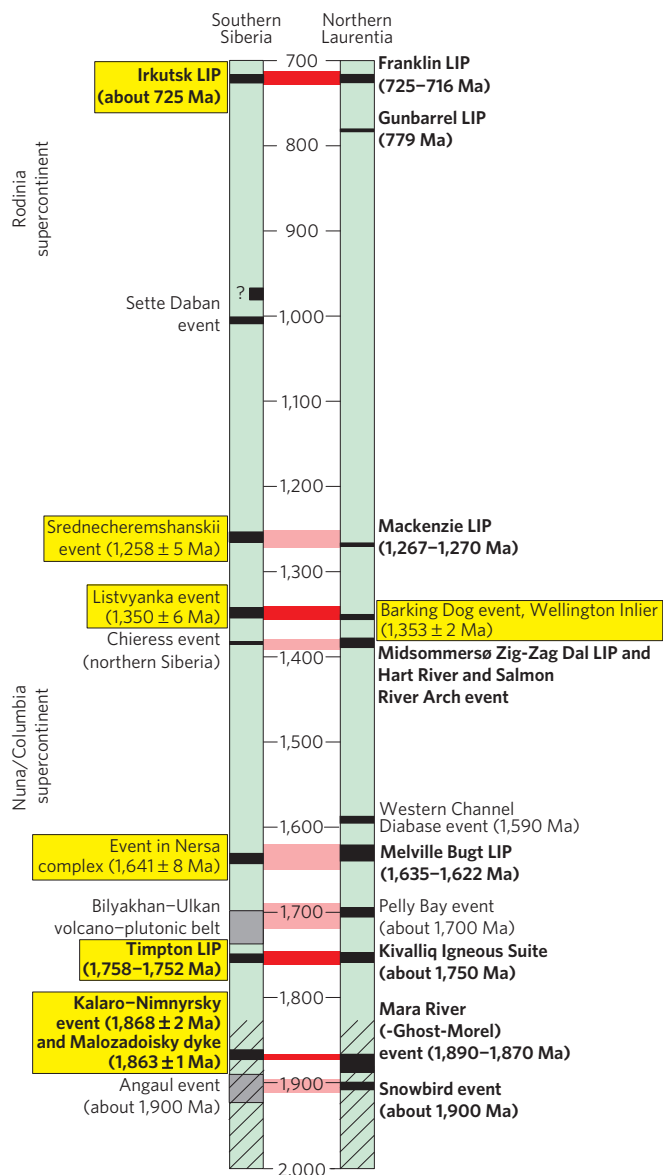 Southern
Siberia
Northern
Laurentia
700
800
900
1,000
1,100
1,200
1,300
1,400
1,500
1,600
1,700
1,800
1,900
2,000
Rodinia
supercontinent
Nuna/Columbia
supercontinent
Irkutsk LIP
(about 725 Ma)
?
Sette Daban
event
Srednecheremshanskii
event (1,258 ± 5 Ma)
Listvyanka event
(1,350 ± 6 Ma)
Chieress event
(northern Siberia)
Event in Nersa
complex (1,641 ± 8 Ma)
Bilyakhan–Ulkan
volcano–plutonic belt
Timpton LIP
(1,758–1,752 Ma)
Kalaro–Nimnyrsky
event (1,868 ± 2 Ma)
and Malozadoisky dyke
(1,863 ± 1 Ma)
Angaul event
(about 1,900 Ma)
Franklin LIP
(725–716 Ma)
Gunbarrel LIP
(779 Ma)
Mackenzie LIP
(1,267–1,270 Ma)
Barking Dog event, Wellington Inlier
(1,353 ± 2 Ma)
Midsommersø Zig-Zag Dal LIP and
Hart River and Salmon
River Arch event
Western Channel
Diabase event (1,590 Ma)
Melville Bugt LIP
(1,635–1,622 Ma)
Pelly Bay event
(about 1,700 Ma)
Kivalliq Igneous Suite
(about 1,750 Ma)
Mara River
(-Ghost-Morel)
event (1,890–1,870 Ma)
Snowbird event
(about 1,900 Ma)